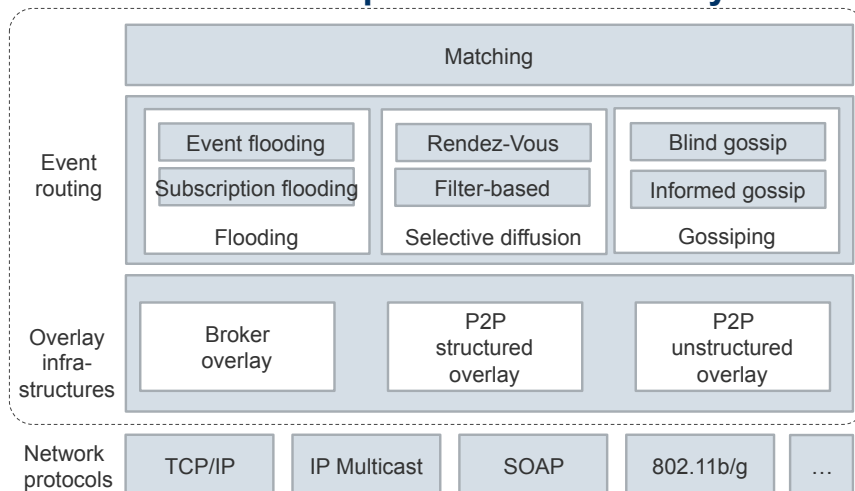 Matching
Event
routing
Event flooding
Subscription flooding
Flooding
Rendez-Vous
Filter-based
Selective diffusion
Blind gossip
Informed gossip
Gossiping
Overlay
infra-
structures
Broker
overlay
P2P
structured
overlay
P2P
unstructured
overlay
Network
protocols
TCP/IP
IP Multicast
SOAP
802.11b/g
...